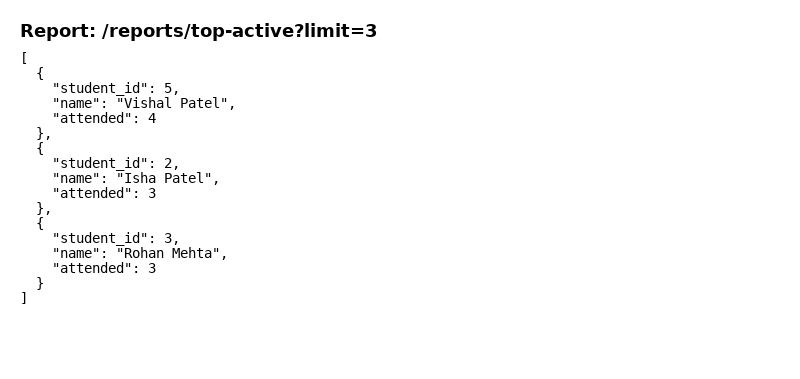 Report: /reports/top-active?limit=3
[
  {
    "student_id": 5,
    "name": "Vishal Patel",
    "attended": 4
  },
  {
    "student_id": 2,
    "name": "Isha Patel",
    "attended": 3
  },
  {
    "student_id": 3,
    "name": "Rohan Mehta",
    "attended": 3
  }
]